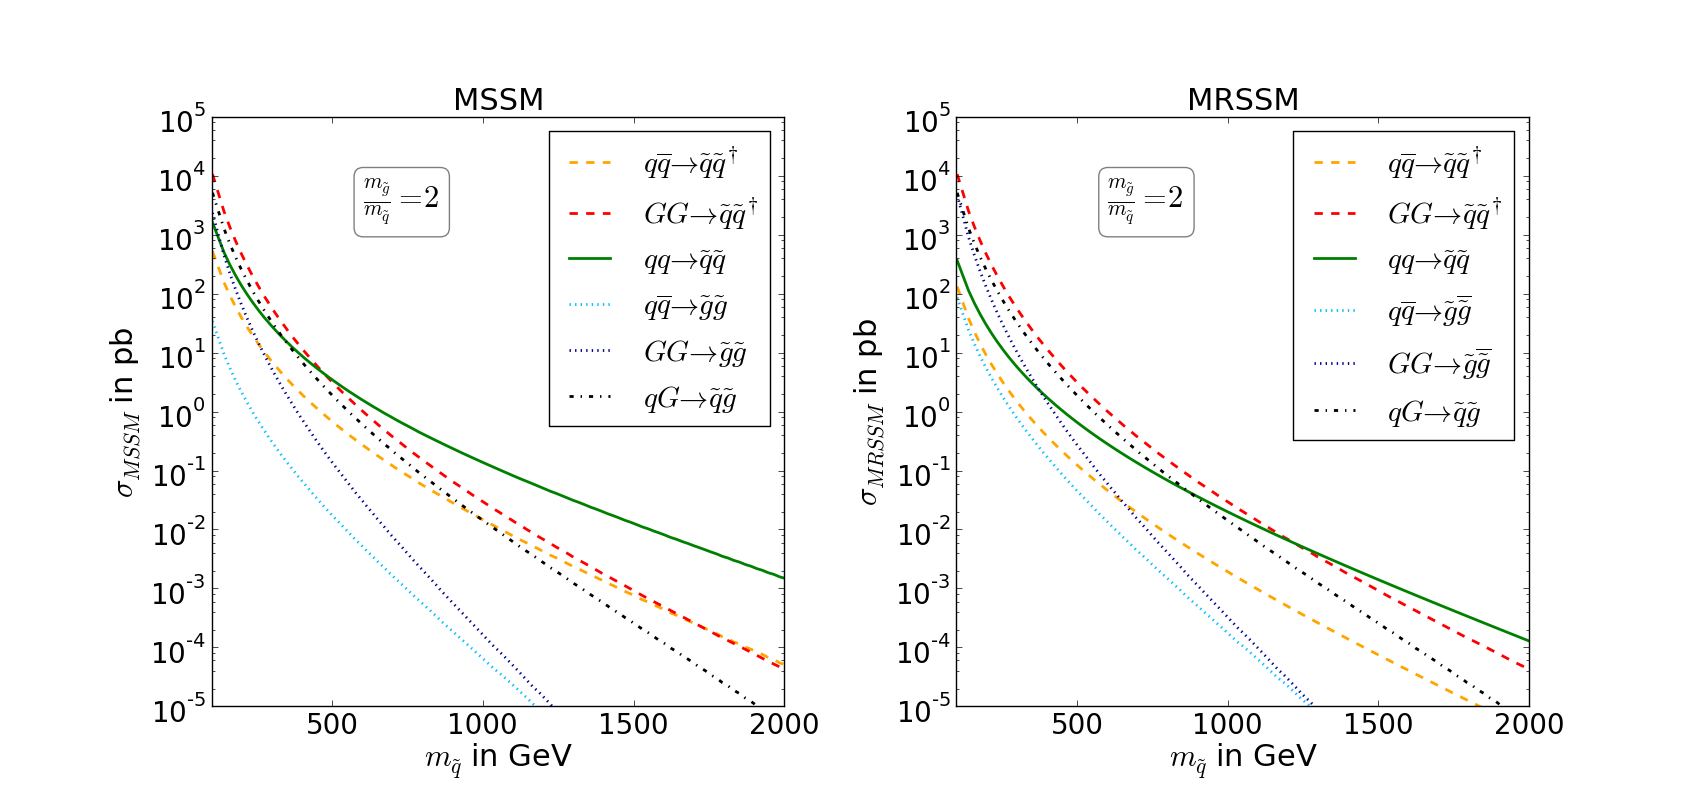 MSSM
10^5
10^4
10^3
10^2
10^1
10^0
10^-1
10^-2
10^-3
10^-4
10^-5
σ_MSSM in pb
m_g̃/m_q̃ =2
qq̅→q̃q̃†
GG→q̃q̃†
qq→q̃q̃
qq̅→g̃g̃
GG→g̃g̃
qG→q̃g̃
500 1000 1500 2000
m_q̃ in GeV
MRSSM
10^5
10^4
10^3
10^2
10^1
10^0
10^-1
10^-2
10^-3
10^-4
10^-5
σ_MRSSM in pb
m_g̃/m_q̃ =2
qq̅→q̃q̃†
GG→q̃q̃†
qq→q̃q̃
qq̅→g̃g̃̅
GG→g̃g̃̅
qG→q̃g̃
500 1000 1500 2000
m_q̃ in GeV